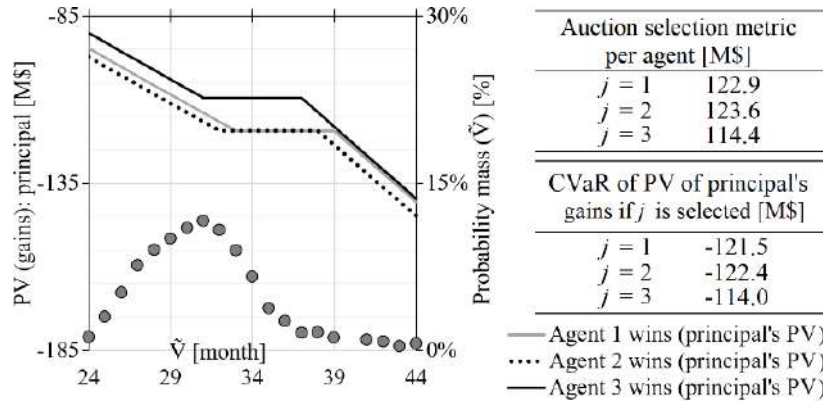 -85
-135
-185
PV (gains): principal [M$]
24
29
34
39
44
Ṽ [month]
30%
15%
0%
Probability mass (Ṽ) [%]
Auction selection metric
per agent [M$]
j = 1 122.9
j = 2 123.6
j = 3 114.4
CVaR of PV of principal's
gains if j is selected [M$]
j = 1 -121.5
j = 2 -122.4
j = 3 -114.0
Agent 1 wins (principal's PV)
Agent 2 wins (principal's PV)
Agent 3 wins (principal's PV)